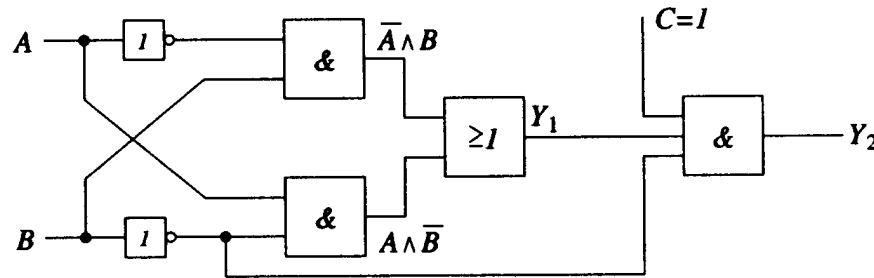 C=1
A 1 & A̅ ∧ B
≥1 Y₁ & Y₂
B 1 & A ∧ B̅